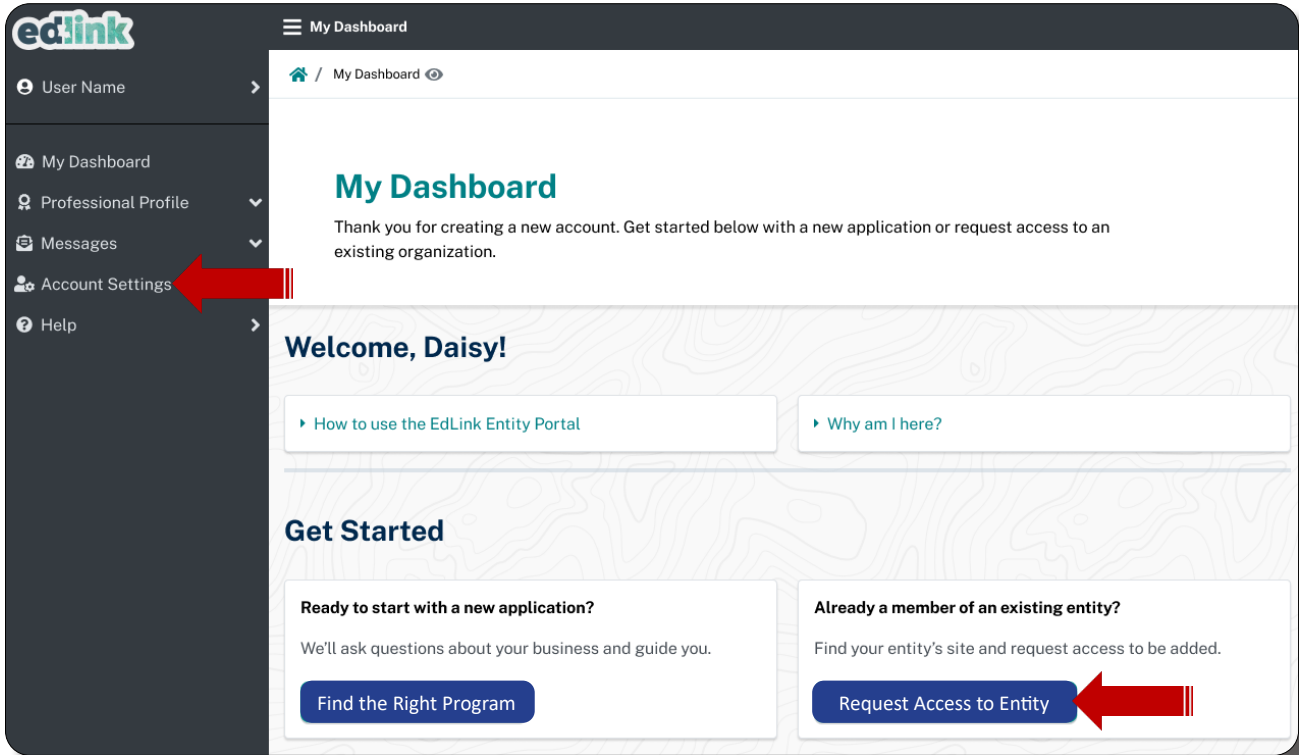 edlink
My Dashboard
User Name
My Dashboard
My Dashboard
Professional Profile
Messages
Account Settings
Help
My Dashboard
Thank you for creating a new account. Get started below with a new application or request access to an
existing organization.
Welcome, Daisy!
How to use the EdLink Entity Portal
Why am I here?
Get Started
Ready to start with a new application?
We'll ask questions about your business and guide you.
Find the Right Program
Already a member of an existing entity?
Find your entity's site and request access to be added.
Request Access to Entity